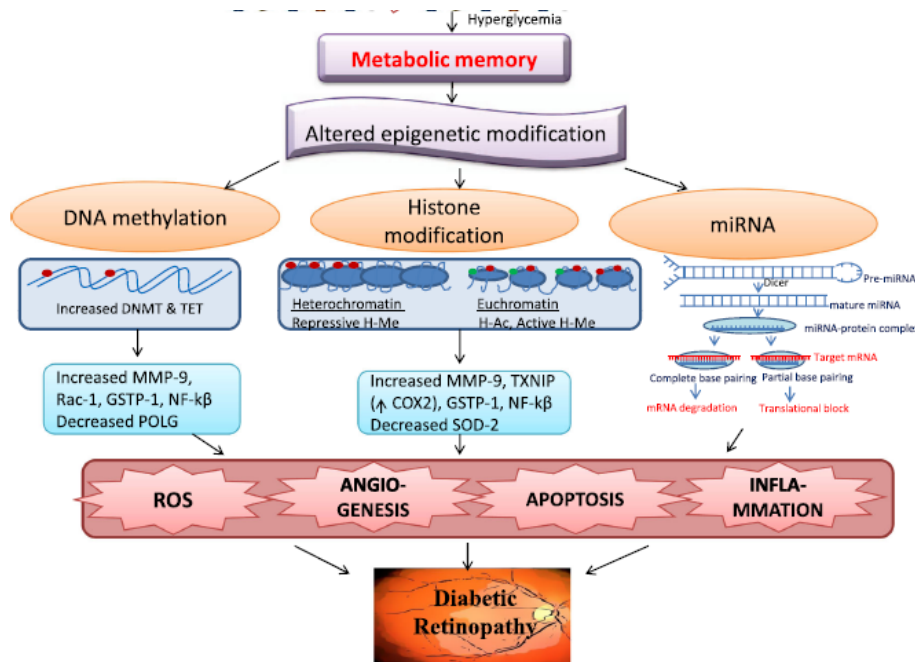 Hyperglycemia
Metabolic memory
Altered epigenetic modification
DNA methylation
Histone
modification
miRNA
Increased DNMT & TET
Heterochromatin
Repressive H-Me
Euchromatin
H-Ac, Active H-Me
Pre-miRNA
Dicer
mature miRNA
miRNA-protein complex
Target mRNA
Complete base pairing
Partial base pairing
mRNA degradation
Translational block
Increased MMP-9,
Rac-1, GSTP-1, NF-kβ
Decreased POLG
Increased MMP-9, TXNIP
(↑ COX2), GSTP-1, NF-kβ
Decreased SOD-2
ROS
ANGIO-
GENESIS
APOPTOSIS
INFLA-
MMATION
Diabetic
Retinopathy